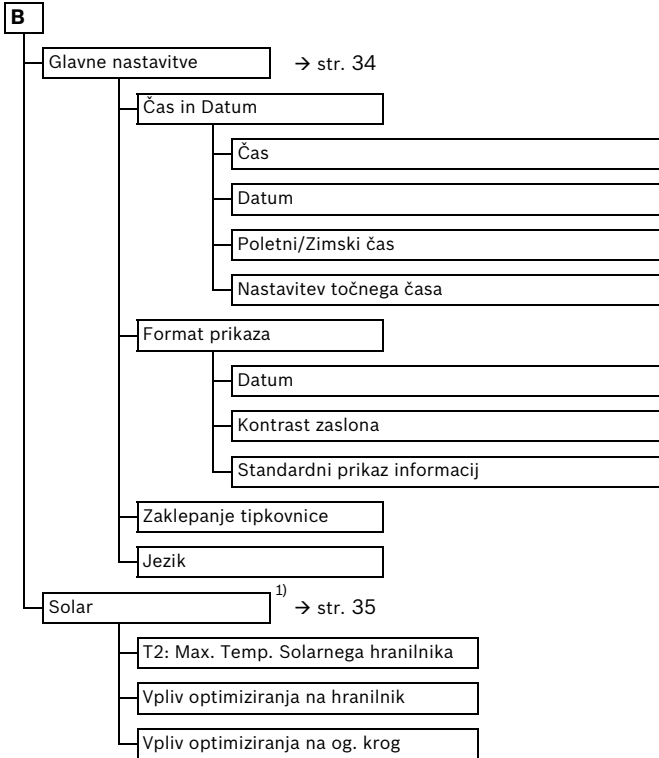 B
Glavne nastavitve → str. 34
Čas in Datum
Čas
Datum
Poletni/Zimski čas
Nastavitev točnega časa
Format prikaza
Datum
Kontrast zaslona
Standardni prikaz informacij
Zaklepanje tipkovnice
Jezik
Solar 1) → str. 35
T2: Max. Temp. Solarnega hranilnika
Vpliv optimiziranja na hranilnik
Vpliv optimiziranja na og. krog